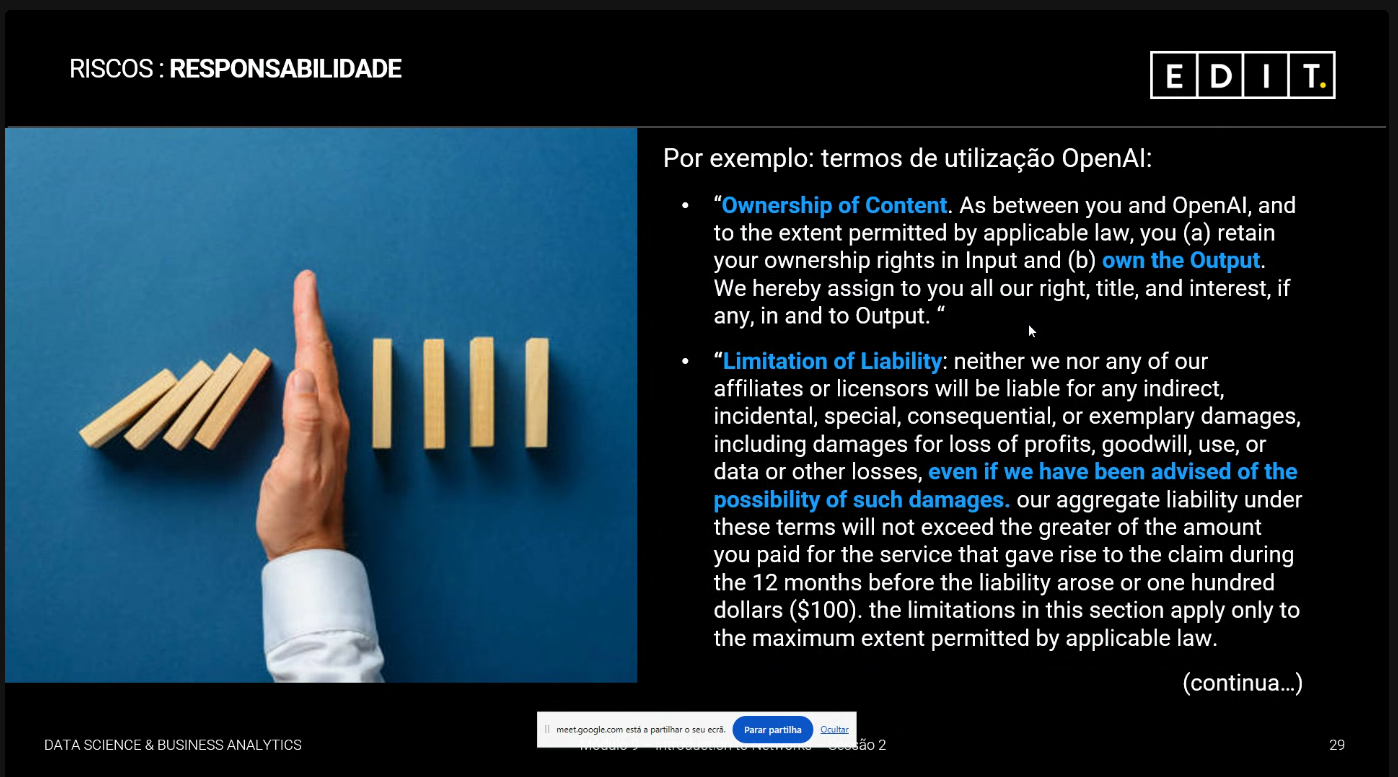 RISCOS : RESPONSABILIDADE
EDIT.
Por exemplo: termos de utilização OpenAI:
• “Ownership of Content. As between you and OpenAI, and
to the extent permitted by applicable law, you (a) retain
your ownership rights in Input and (b) own the Output.
We hereby assign to you all our right, title, and interest, if
any, in and to Output. “
• “Limitation of Liability: neither we nor any of our
affiliates or licensors will be liable for any indirect,
incidental, special, consequential, or exemplary damages,
including damages for loss of profits, goodwill, use, or
data or other losses, even if we have been advised of the
possibility of such damages. our aggregate liability under
these terms will not exceed the greater of the amount
you paid for the service that gave rise to the claim during
the 12 months before the liability arose or one hundred
dollars ($100). the limitations in this section apply only to
the maximum extent permitted by applicable law.
(continua...)
meet.google.com está a partilhar o seu ecrã. Parar partilha Ocultar
DATA SCIENCE & BUSINESS ANALYTICS
Introduction to Networks Sessão 2
29